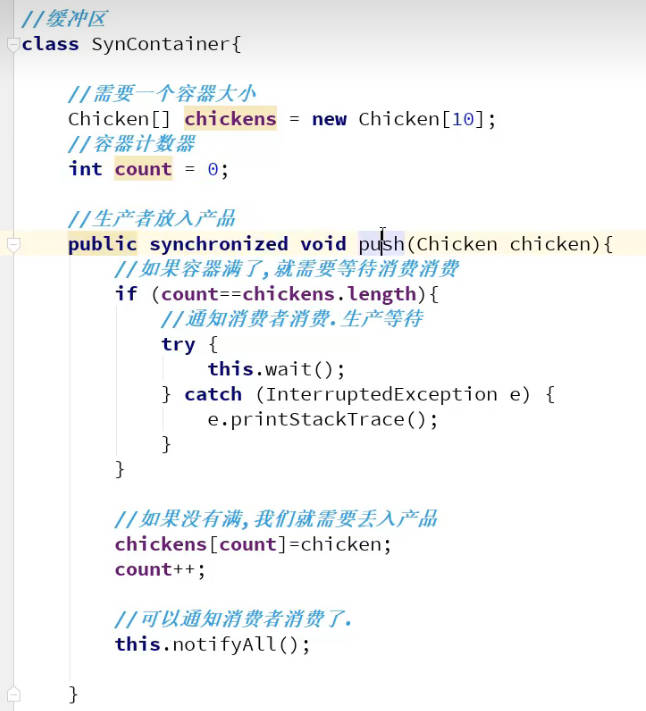 //缓冲区
class SynContainer{
//需要一个容器大小
Chicken[] chickens = new Chicken[10];
//容器计数器
int count = 0;
//生产者放入产品
public synchronized void push(Chicken chicken){
//如果容器满了,就需要等待消费消费
if (count==chickens.length){
//通知消费者消费.生产等待
try {
this.wait();
} catch (InterruptedException e) {
e.printStackTrace();
}
}
//如果没有满,我们就需要丢入产品
chickens[count]=chicken;
count++;
//可以通知消费者消费了.
this.notifyAll();
}